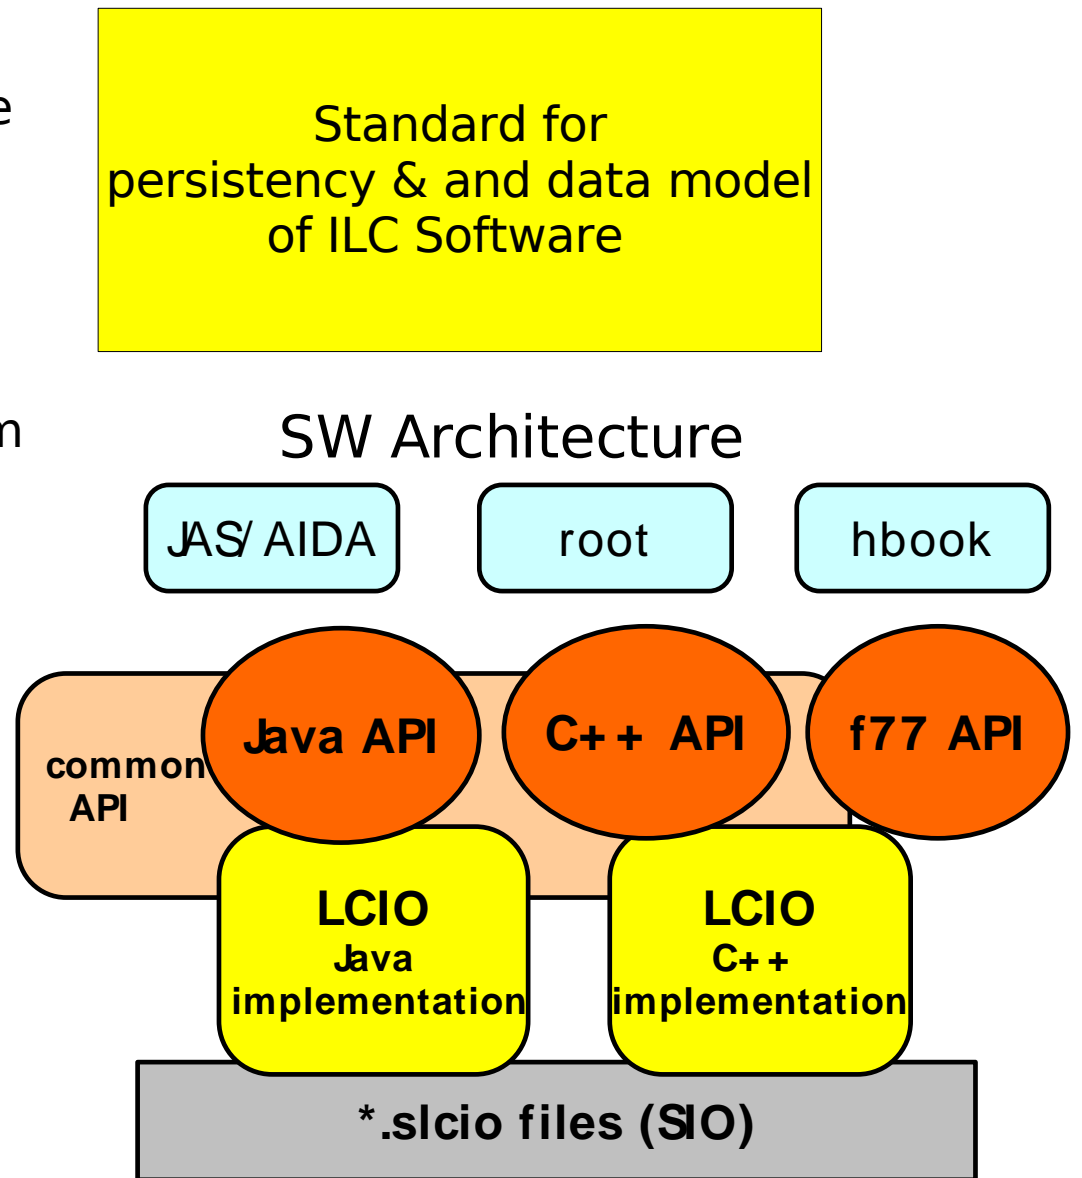 e
Standard for
persistency & and data model
of ILC Software
m
SW Architecture
JAS/ AIDA
root
hbook
Java API
C++ API
f77 API
common
API
LCIO
Java
implementation
LCIO
C++
implementation
*.slcio files (SIO)